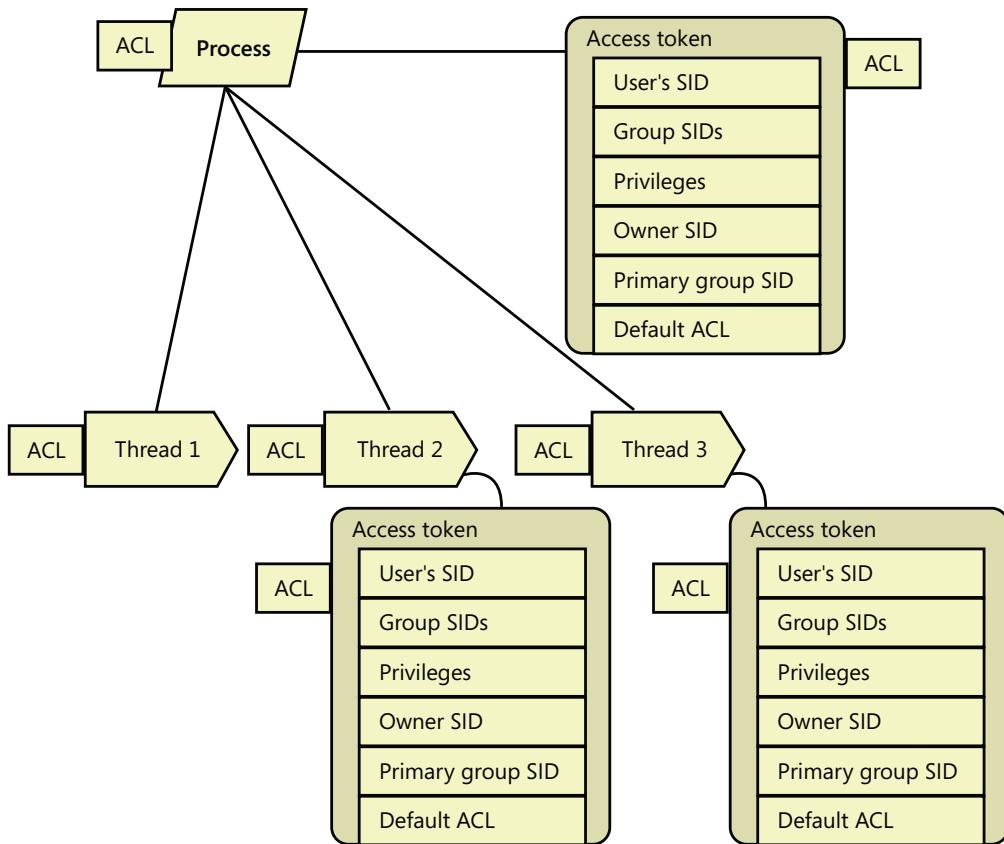 ACL
Process
Access token
ACL
User's SID
Group SIDs
Privileges
Owner SID
Primary group SID
Default ACL
ACL
Thread 1
ACL
Thread 2
ACL
Thread 3
Access token
ACL
User's SID
Group SIDs
Privileges
Owner SID
Primary group SID
Default ACL
Access token
ACL
User's SID
Group SIDs
Privileges
Owner SID
Primary group SID
Default ACL